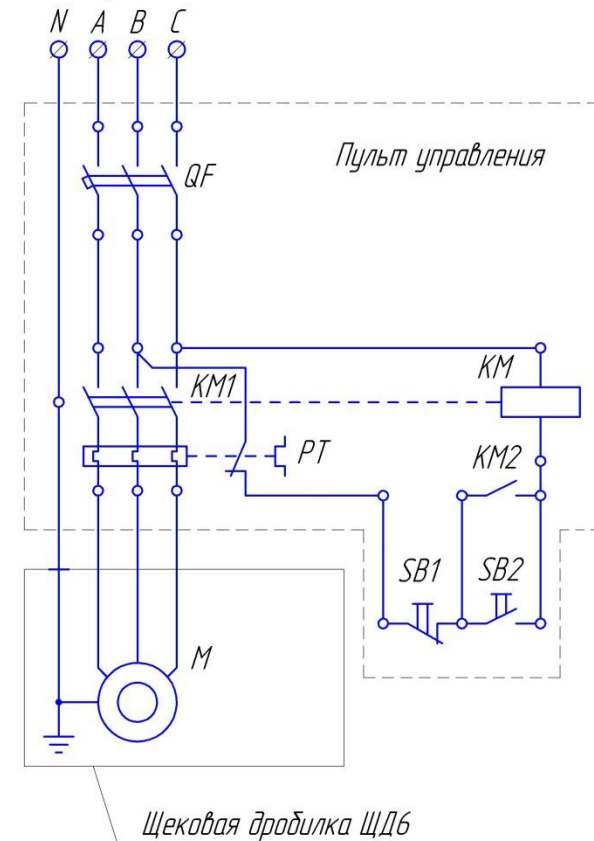 N A B C
Пульт управления
QF
KM
KM1
PT
KM2
SB1 SB2
M
Щековая дробилка ЩД6